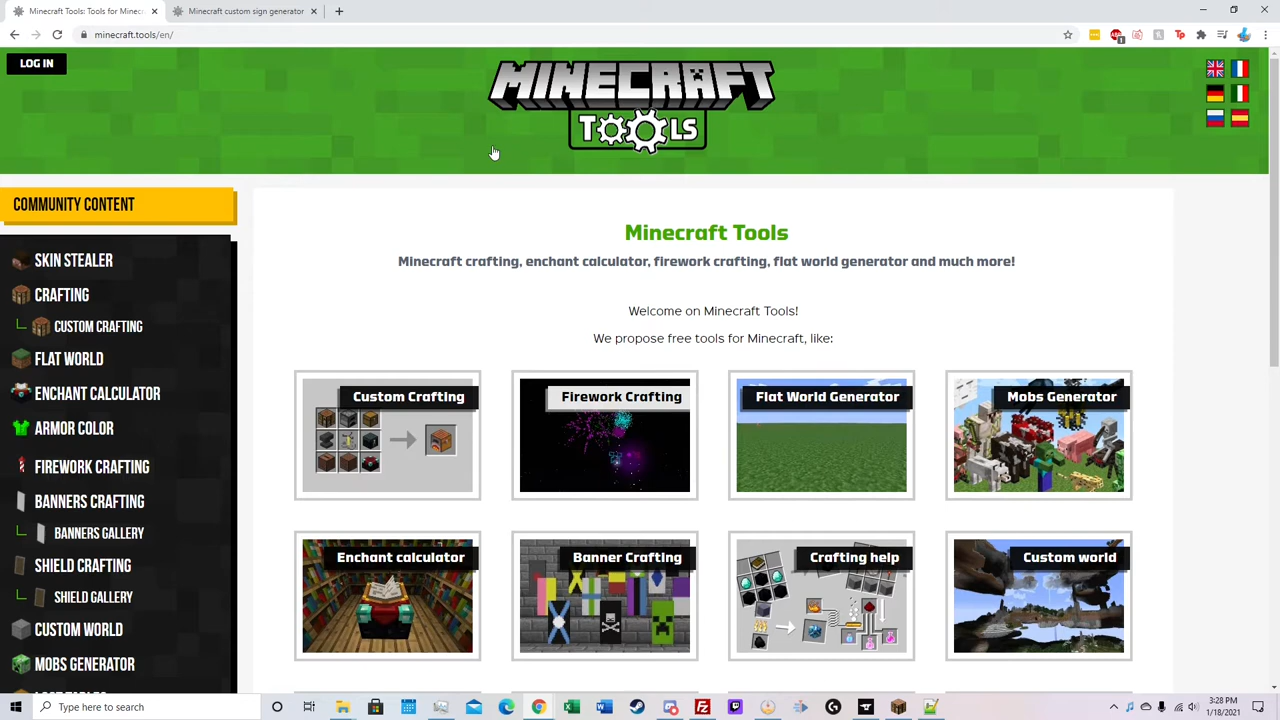 Minecraft Tools: Tools for Minec
Minecraft custom sign generator
minecraft.tools/en/
1
LOG IN
MINECRAFT
TOOLS
COMMUNITY CONTENT
SKIN STEALER
CRAFTING
CUSTOM CRAFTING
FLAT WORLD
ENCHANT CALCULATOR
ARMOR COLOR
FIREWORK CRAFTING
BANNERS CRAFTING
BANNERS GALLERY
SHIELD CRAFTING
SHIELD GALLERY
CUSTOM WORLD
MOBS GENERATOR
Minecraft Tools
Minecraft crafting, enchant calculator, firework crafting, flat world generator and much more!
Welcome on Minecraft Tools!
We propose free tools for Minecraft, like:
Custom Crafting
Firework Crafting
Flat World Generator
Mobs Generator
Enchant calculator
Banner Crafting
Crafting help
Custom world
Type here to search
3:28 PM
1/18/2021